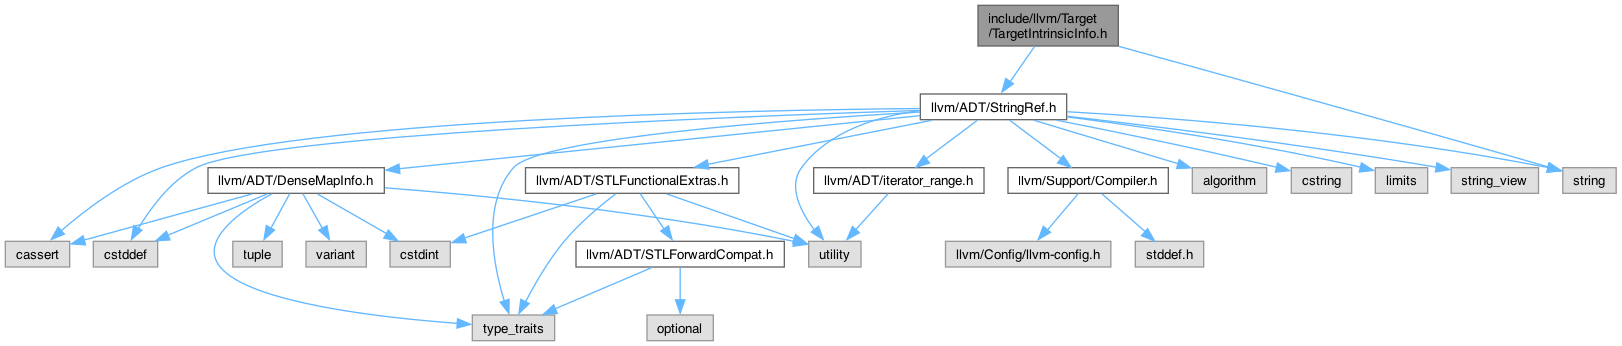 include/llvm/Target
/TargetIntrinsicInfo.h
llvm/ADT/StringRef.h
llvm/ADT/DenseMapInfo.h
llvm/ADT/STLFunctionalExtras.h
llvm/ADT/iterator_range.h
llvm/Support/Compiler.h
algorithm
cstring
limits
string_view
string
cassert
cstddef
tuple
variant
cstdint
llvm/ADT/STLForwardCompat.h
utility
llvm/Config/llvm-config.h
stddef.h
type_traits
optional